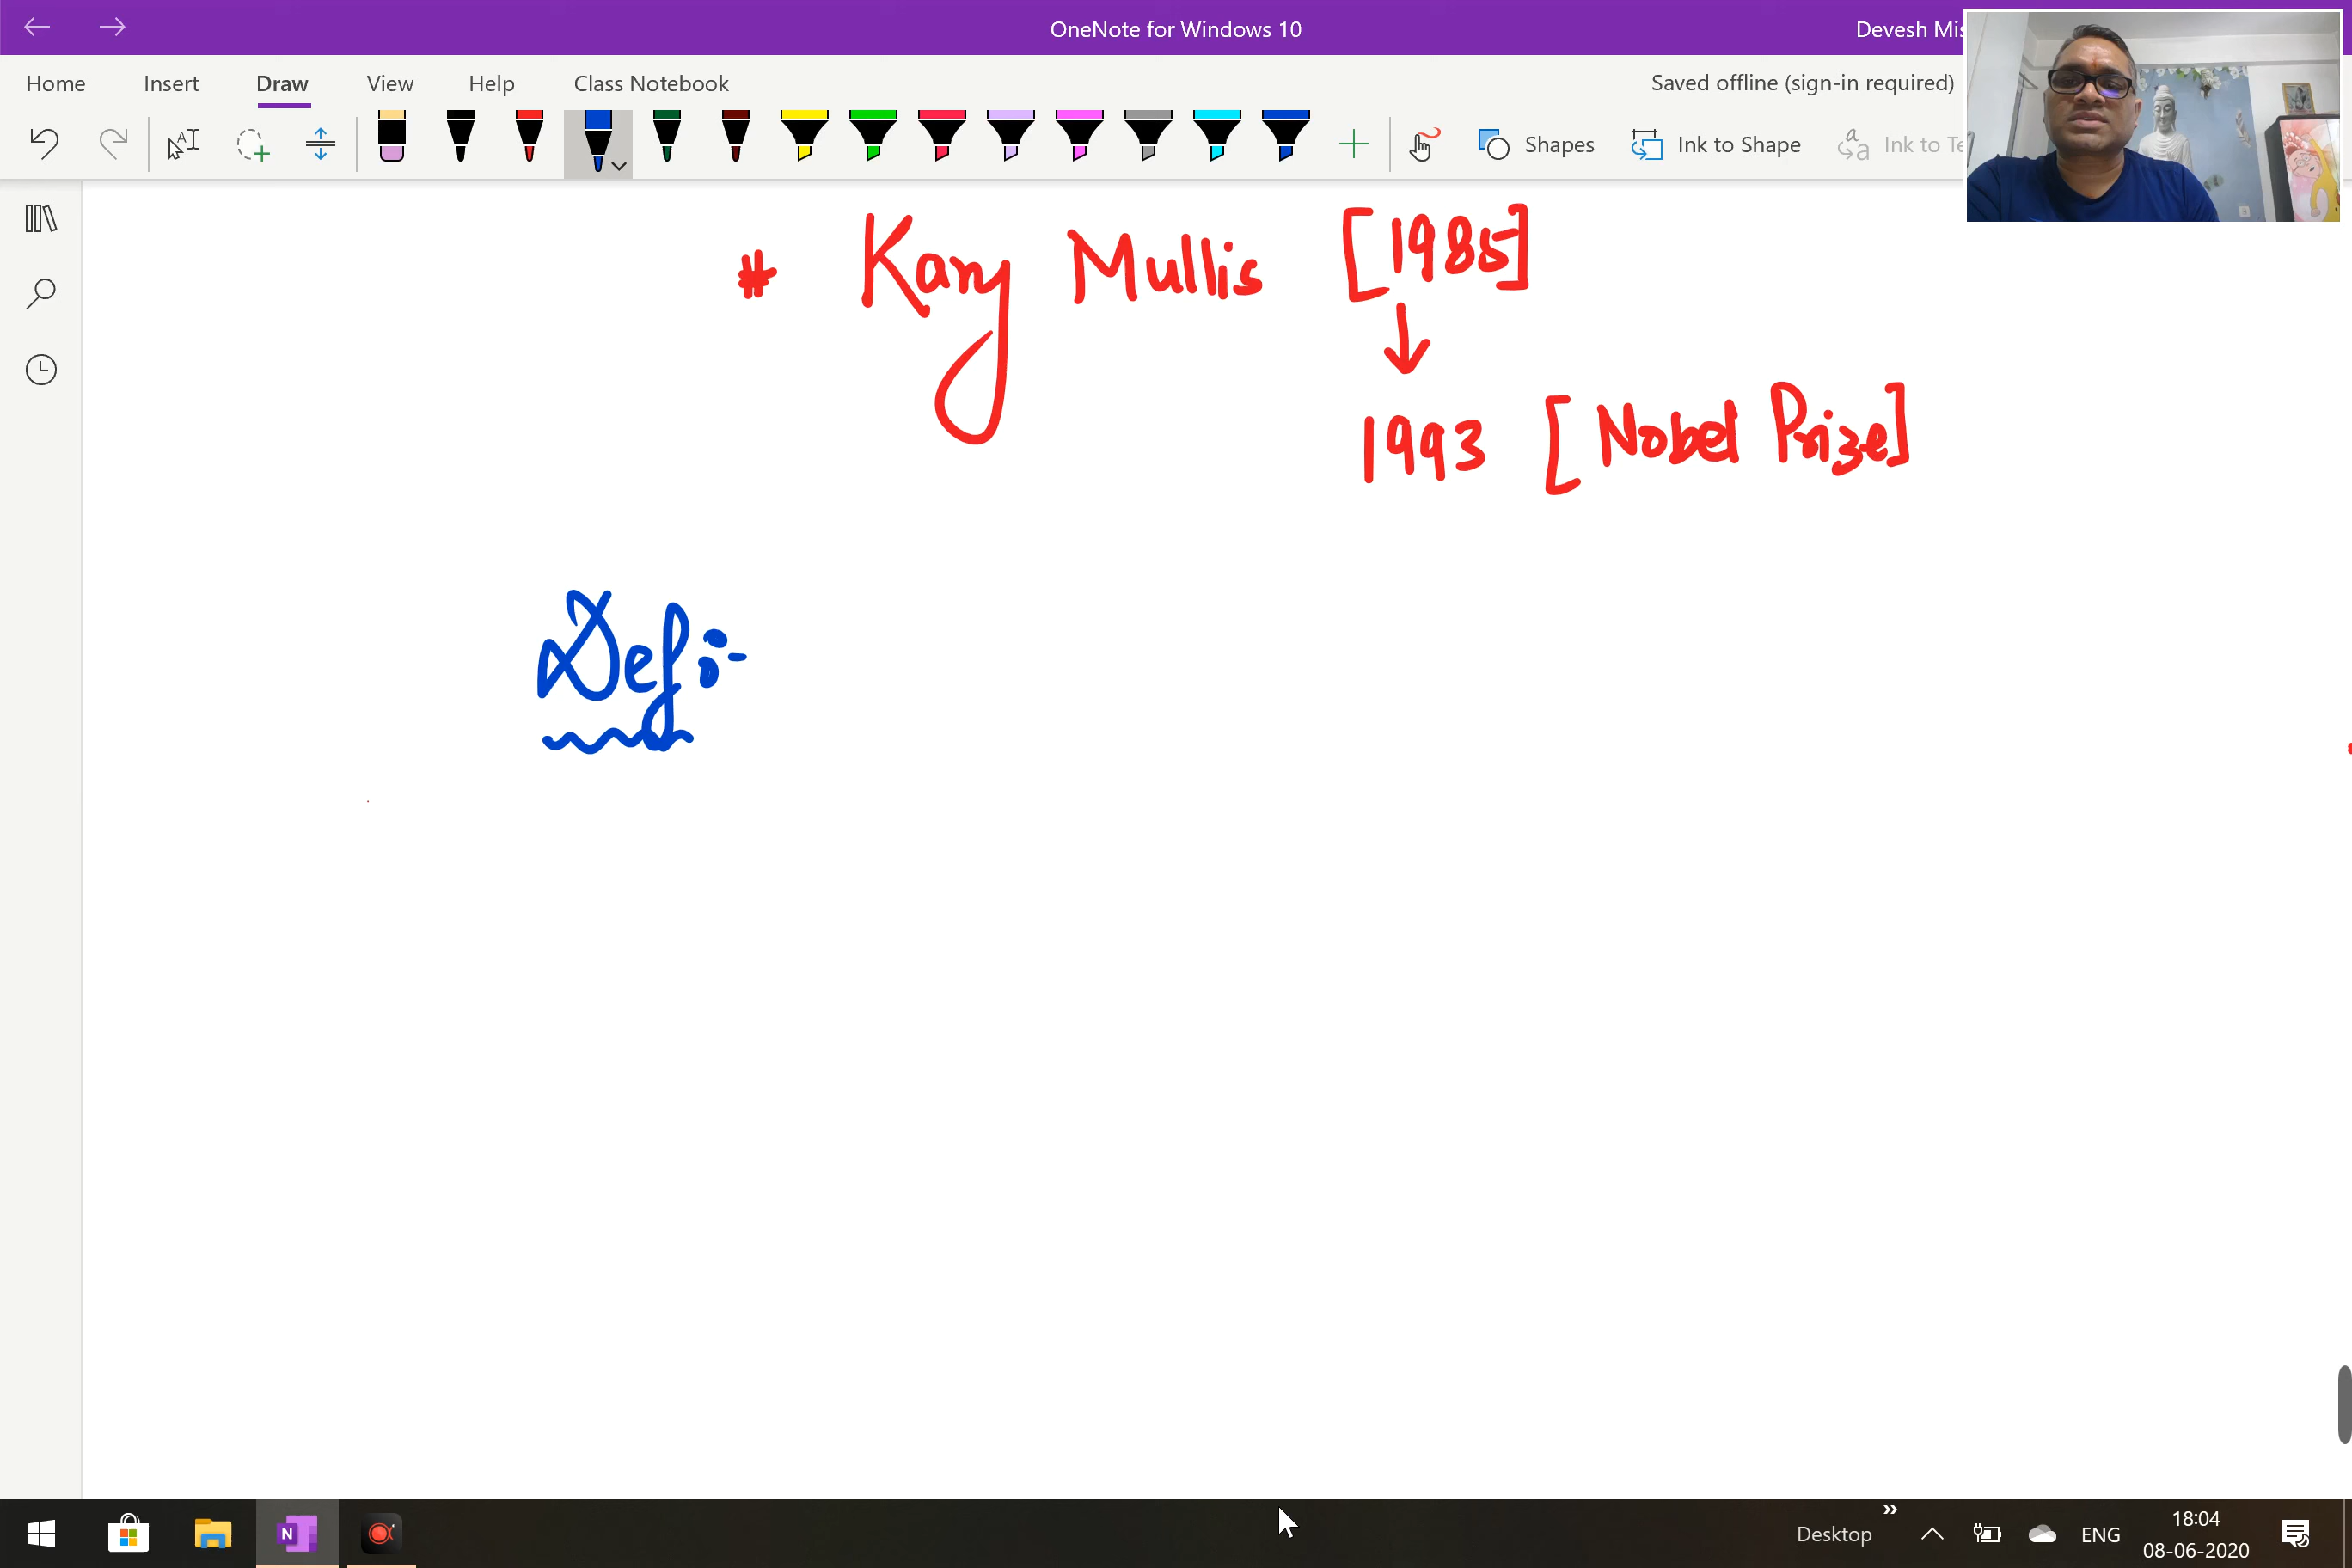 OneNote for Windows 10
Devesh Mis
Home Insert Draw View Help Class Notebook
Saved offline (sign-in required)
Shapes Ink to Shape Ink to Te
# Kary Mullis [1985]
↓
1993 [Nobel Prize]
Def:-
Desktop ENG 18:04
08-06-2020